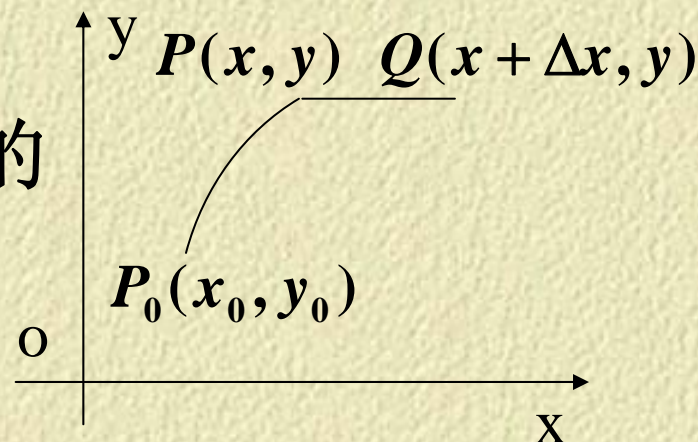 y
P(x, y) Q(x + Δx, y)
的
P₀(x₀, y₀)
o
x